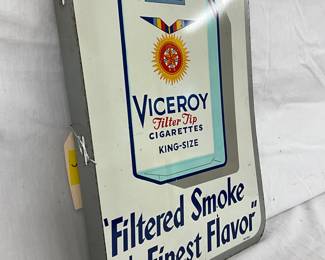 VICEROY
Filter Tip
CIGARETTES
KING-SIZE
"Filtered Smoke
Finest Flavor"